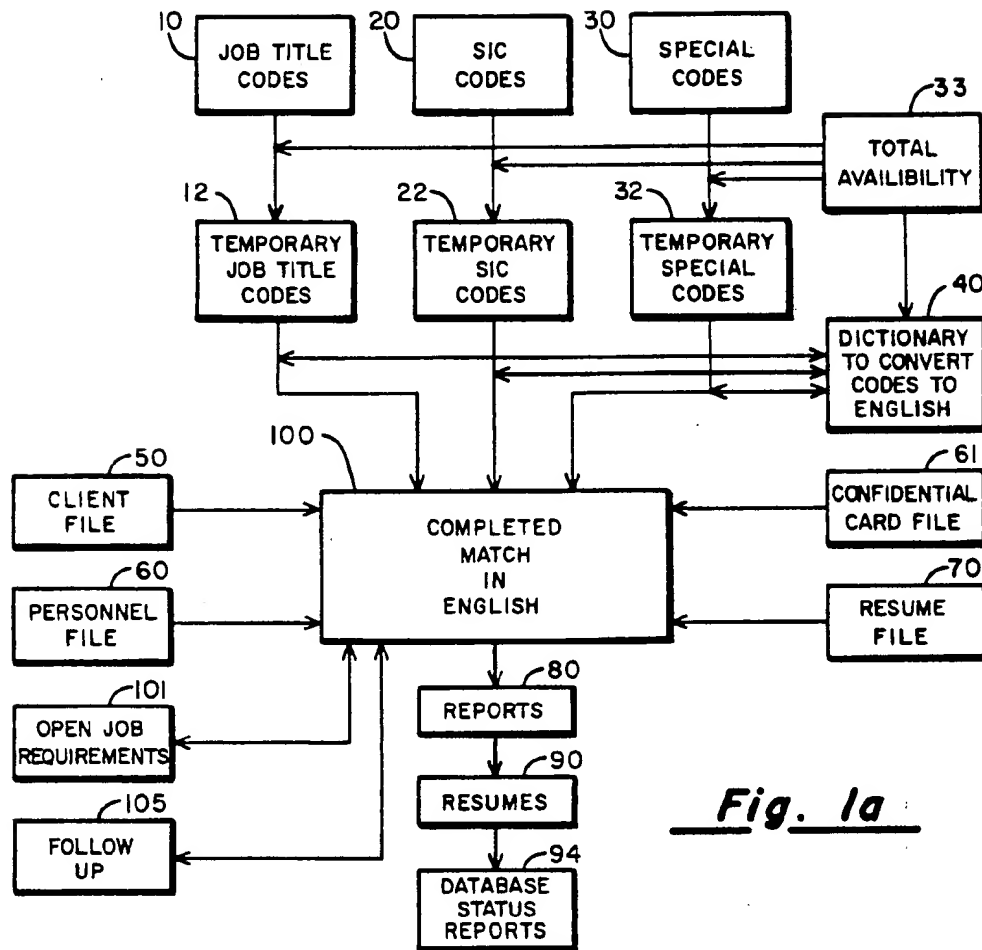 10
JOB TITLE
CODES
20
SIC
CODES
30
SPECIAL
CODES
33
TOTAL
AVAILIBILITY
12
TEMPORARY
JOB TITLE
CODES
22
TEMPORARY
SIC
CODES
32
TEMPORARY
SPECIAL
CODES
40
DICTIONARY
TO CONVERT
CODES TO
ENGLISH
50
CLIENT
FILE
100
COMPLETED
MATCH
IN
ENGLISH
61
CONFIDENTIAL
CARD FILE
60
PERSONNEL
FILE
70
RESUME
FILE
101
OPEN JOB
REQUIREMENTS
80
REPORTS
105
FOLLOW
UP
90
RESUMES
94
DATABASE
STATUS
REPORTS
Fig. 1a